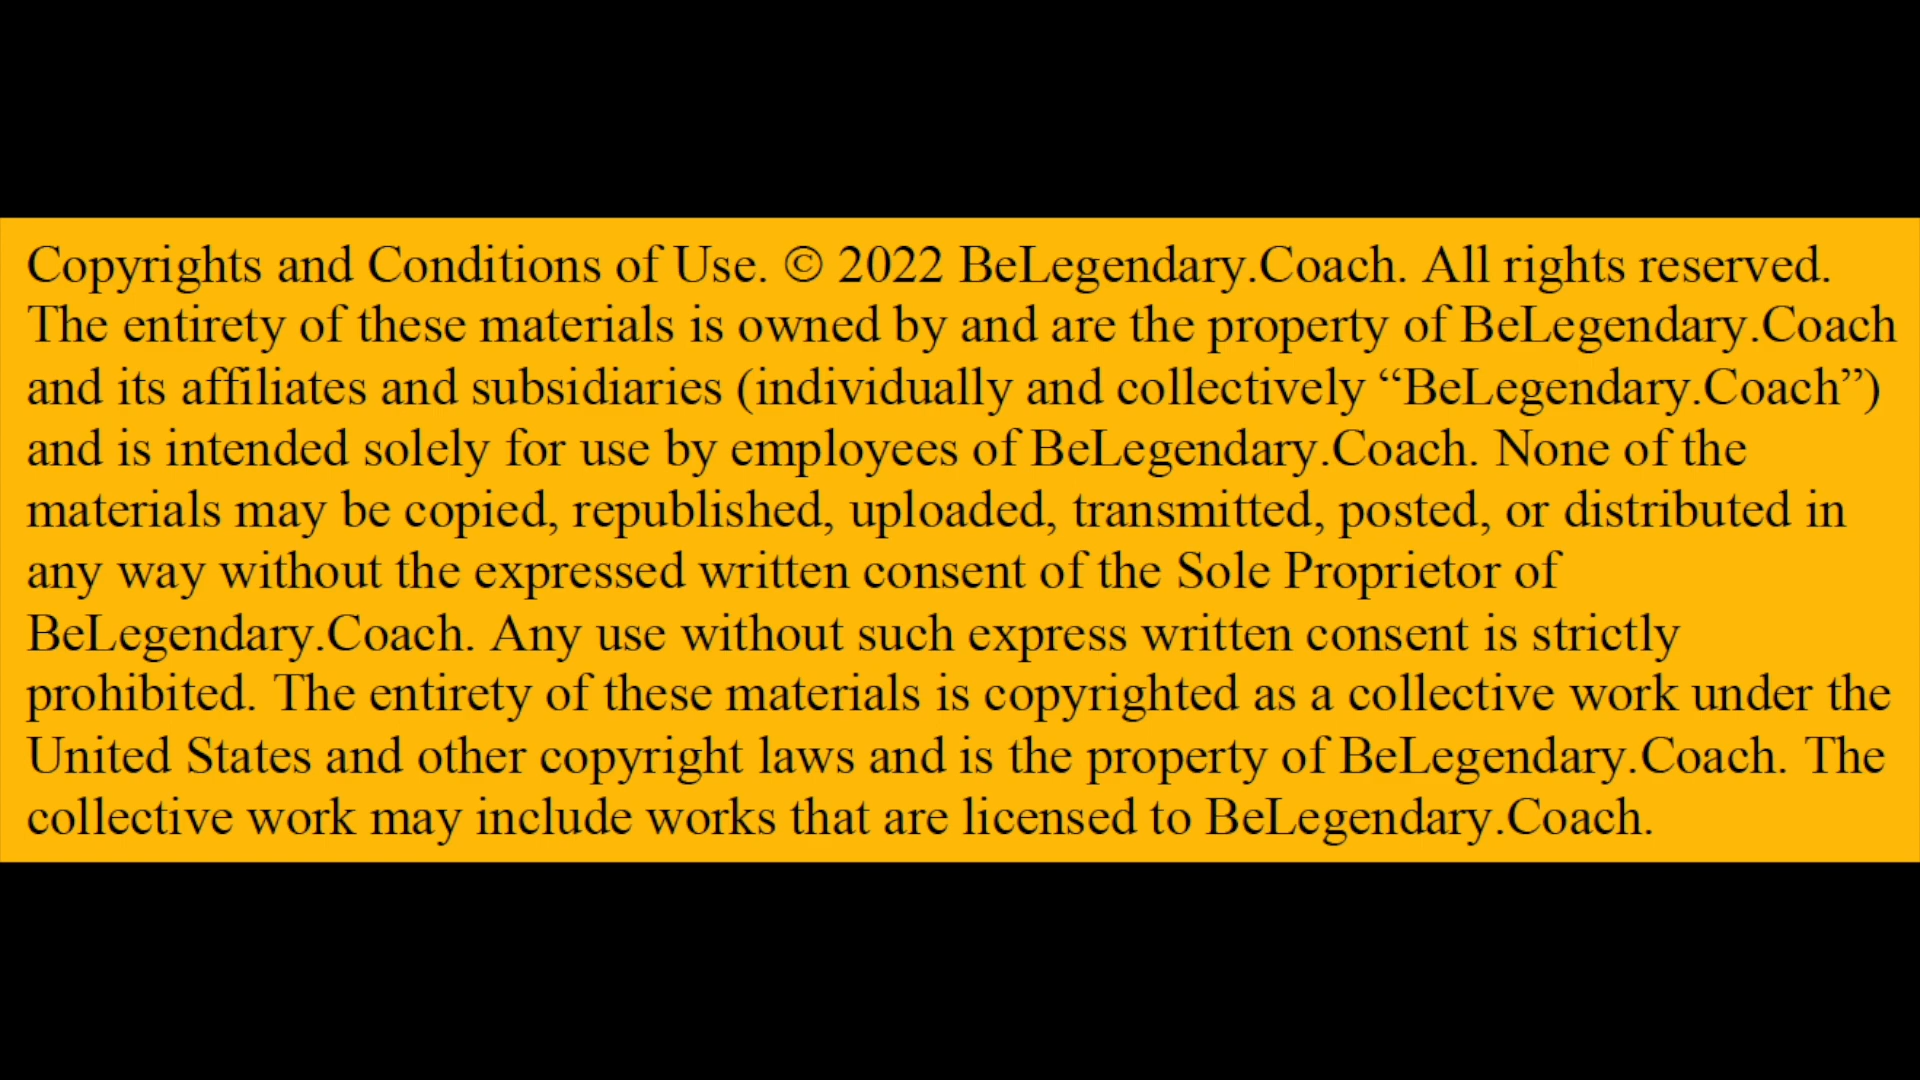 Copyrights and Conditions of Use. © 2022 BeLegendary.Coach. All rights reserved.
The entirety of these materials is owned by and are the property of BeLegendary.Coach
and its affiliates and subsidiaries (individually and collectively “BeLegendary.Coach”)
and is intended solely for use by employees of BeLegendary.Coach. None of the
materials may be copied, republished, uploaded, transmitted, posted, or distributed in
any way without the expressed written consent of the Sole Proprietor of
BeLegendary.Coach. Any use without such express written consent is strictly
prohibited. The entirety of these materials is copyrighted as a collective work under the
United States and other copyright laws and is the property of BeLegendary.Coach. The
collective work may include works that are licensed to BeLegendary.Coach.